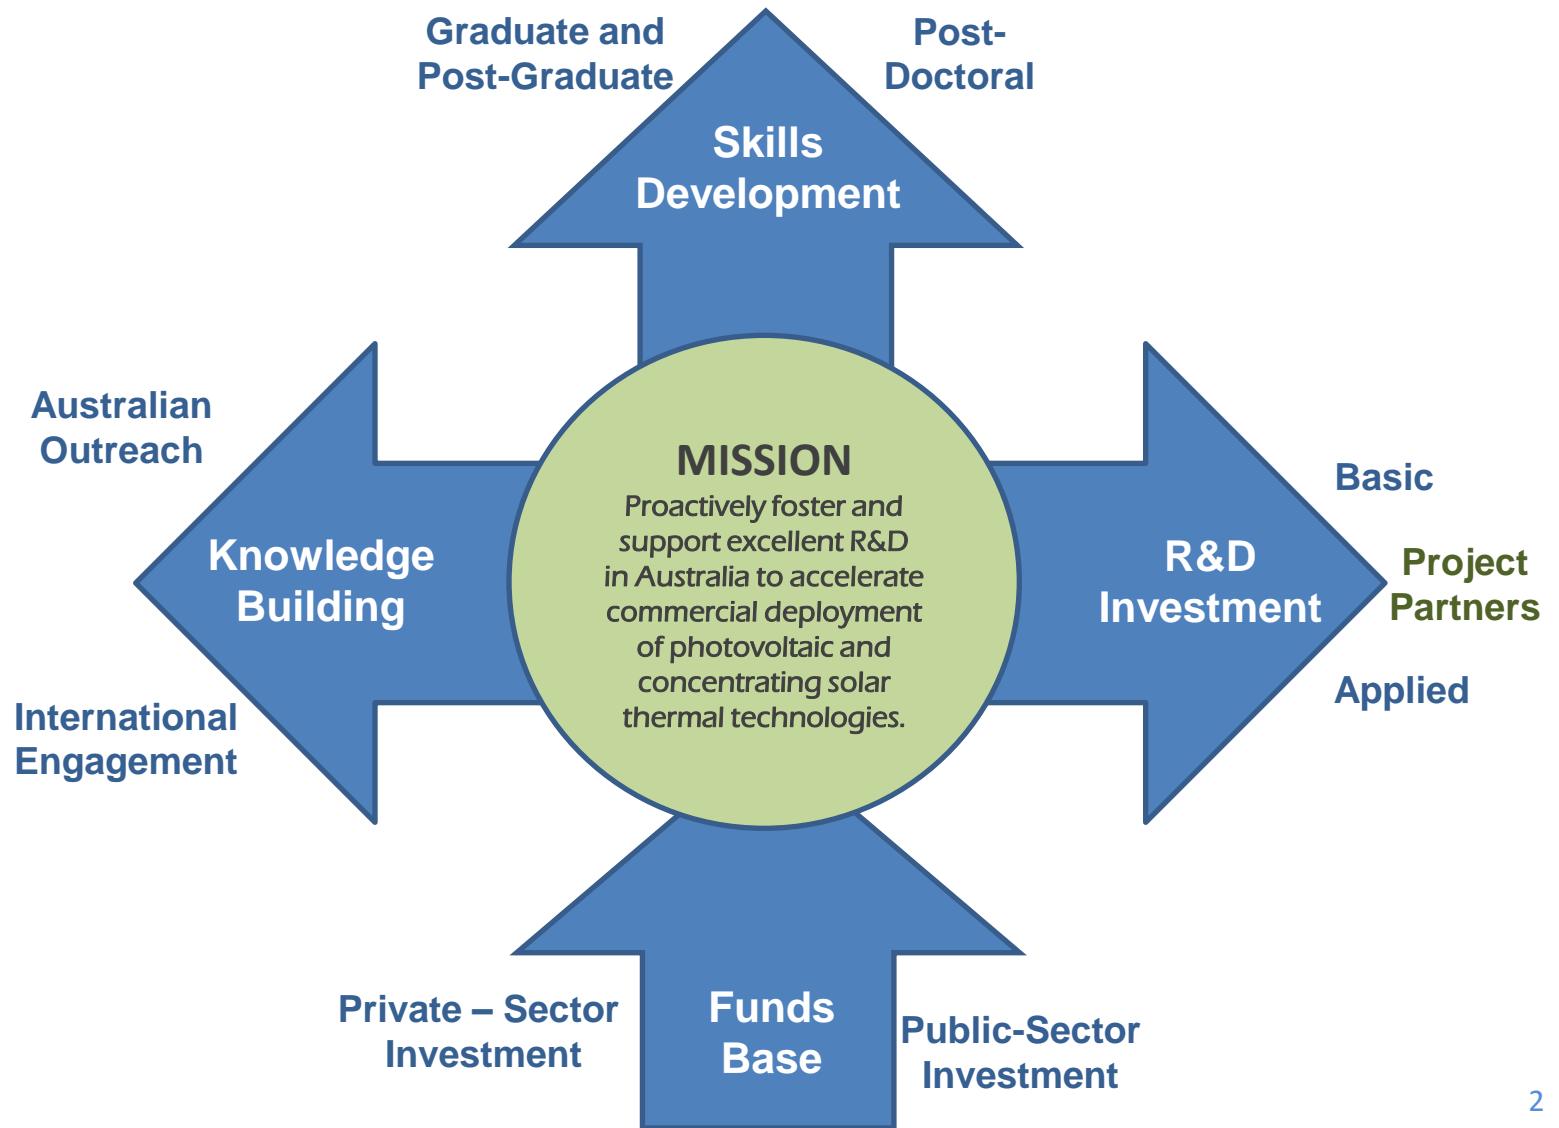 Graduate and
Post-Graduate
Post-
Doctoral
Skills
Development
Australian
Outreach
Knowledge
Building
International
Engagement
MISSION
Proactively foster and
support excellent R&D
in Australia to accelerate
commercial deployment
of photovoltaic and
concentrating solar
thermal technologies.
R&D
Investment
Basic
Project
Partners
Applied
Private – Sector
Investment
Funds
Base
Public-Sector
Investment
2